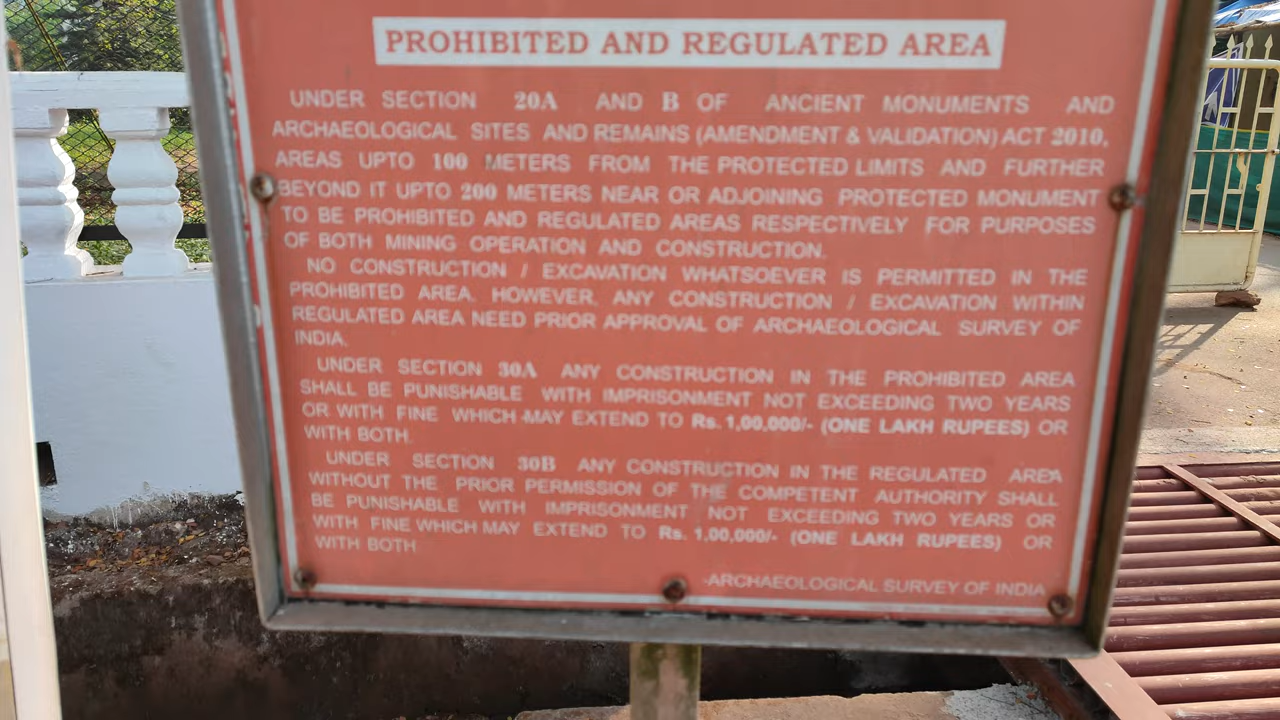 PROHIBITED AND REGULATED AREA
UNDER SECTION 20A AND B OF ANCIENT MONUMENTS AND
ARCHAEOLOGICAL SITES AND REMAINS (AMENDMENT & VALIDATION) ACT 2010,
AREAS UPTO 100 METERS FROM THE PROTECTED LIMITS AND FURTHER
BEYOND IT UPTO 200 METERS NEAR OR ADJOINING PROTECTED MONUMENT
TO BE PROHIBITED AND REGULATED AREAS RESPECTIVELY FOR PURPOSES
OF BOTH MINING OPERATION AND CONSTRUCTION.
NO CONSTRUCTION / EXCAVATION WHATSOEVER IS PERMITTED IN THE
PROHIBITED AREA. HOWEVER, ANY CONSTRUCTION / EXCAVATION WITHIN
REGULATED AREA NEED PRIOR APPROVAL OF ARCHAEOLOGICAL SURVEY OF
INDIA.
UNDER SECTION 30A ANY CONSTRUCTION IN THE PROHIBITED AREA
SHALL BE PUNISHABLE WITH IMPRISONMENT NOT EXCEEDING TWO YEARS
OR WITH FINE WHICH MAY EXTEND TO Rs. 1,00,000/- (ONE LAKH RUPEES) OR
WITH BOTH.
UNDER SECTION 30B ANY CONSTRUCTION IN THE REGULATED AREA
WITHOUT THE PRIOR PERMISSION OF THE COMPETENT AUTHORITY SHALL
BE PUNISHABLE WITH IMPRISONMENT NOT EXCEEDING TWO YEARS OR
WITH FINE WHICH MAY EXTEND TO Rs. 1,00,000/- (ONE LAKH RUPEES) OR
WITH BOTH
-ARCHAEOLOGICAL SURVEY OF INDIA